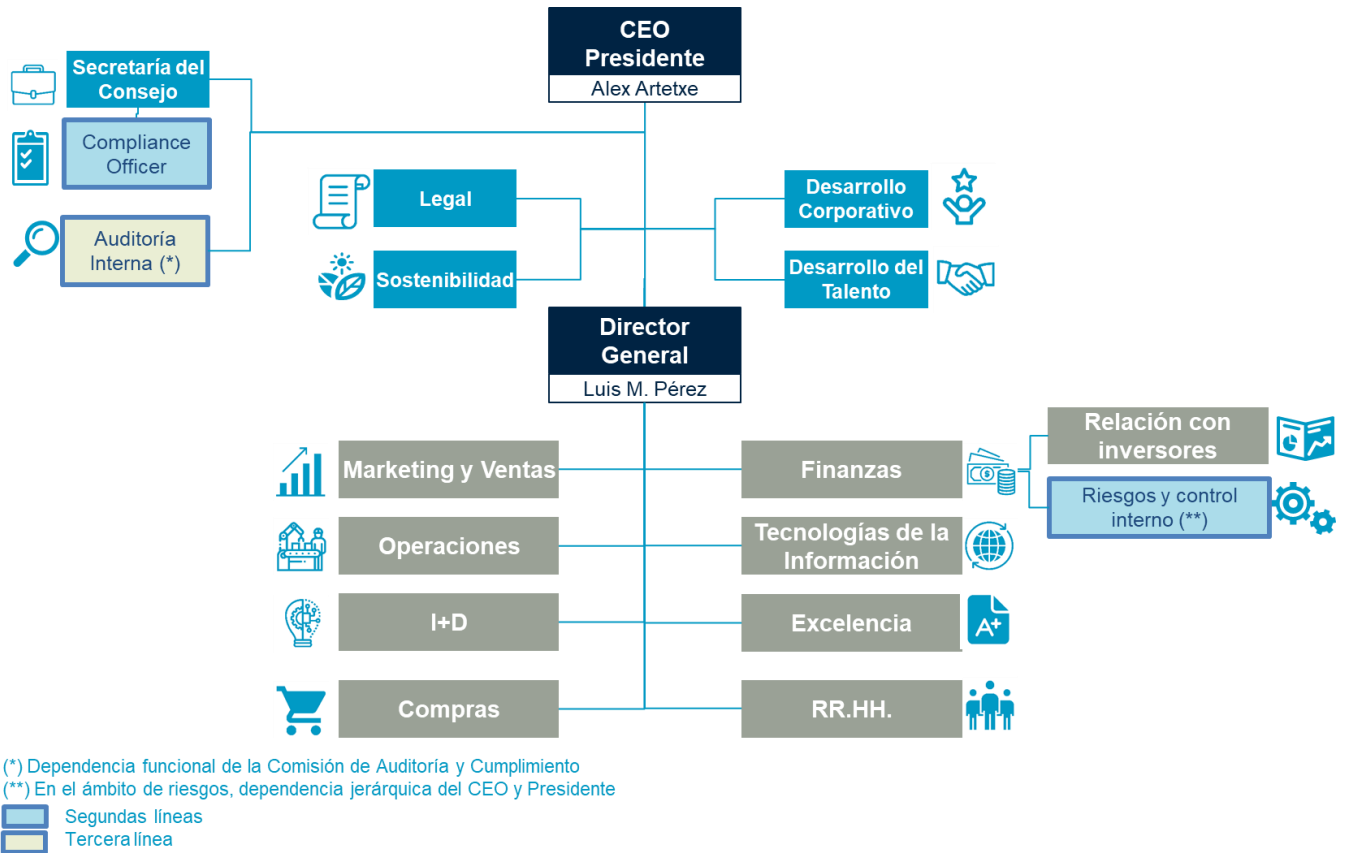 CEO
Presidente
Alex Artetxe
Secretaría del
Consejo
Compliance
Officer
Auditoría
Interna (*)
Legal
Sostenibilidad
Desarrollo
Corporativo
Desarrollo del
Talento
Director
General
Luis M. Pérez
Marketing y Ventas
Operaciones
I+D
Compras
Finanzas
Tecnologías de la
Información
Excelencia
A+
RR.HH.
Relación con
inversores
Riesgos y control
interno (**)
(*) Dependencia funcional de la Comisión de Auditoría y Cumplimiento
(**) En el ámbito de riesgos, dependencia jerárquica del CEO y Presidente
Segundas líneas
Tercera línea